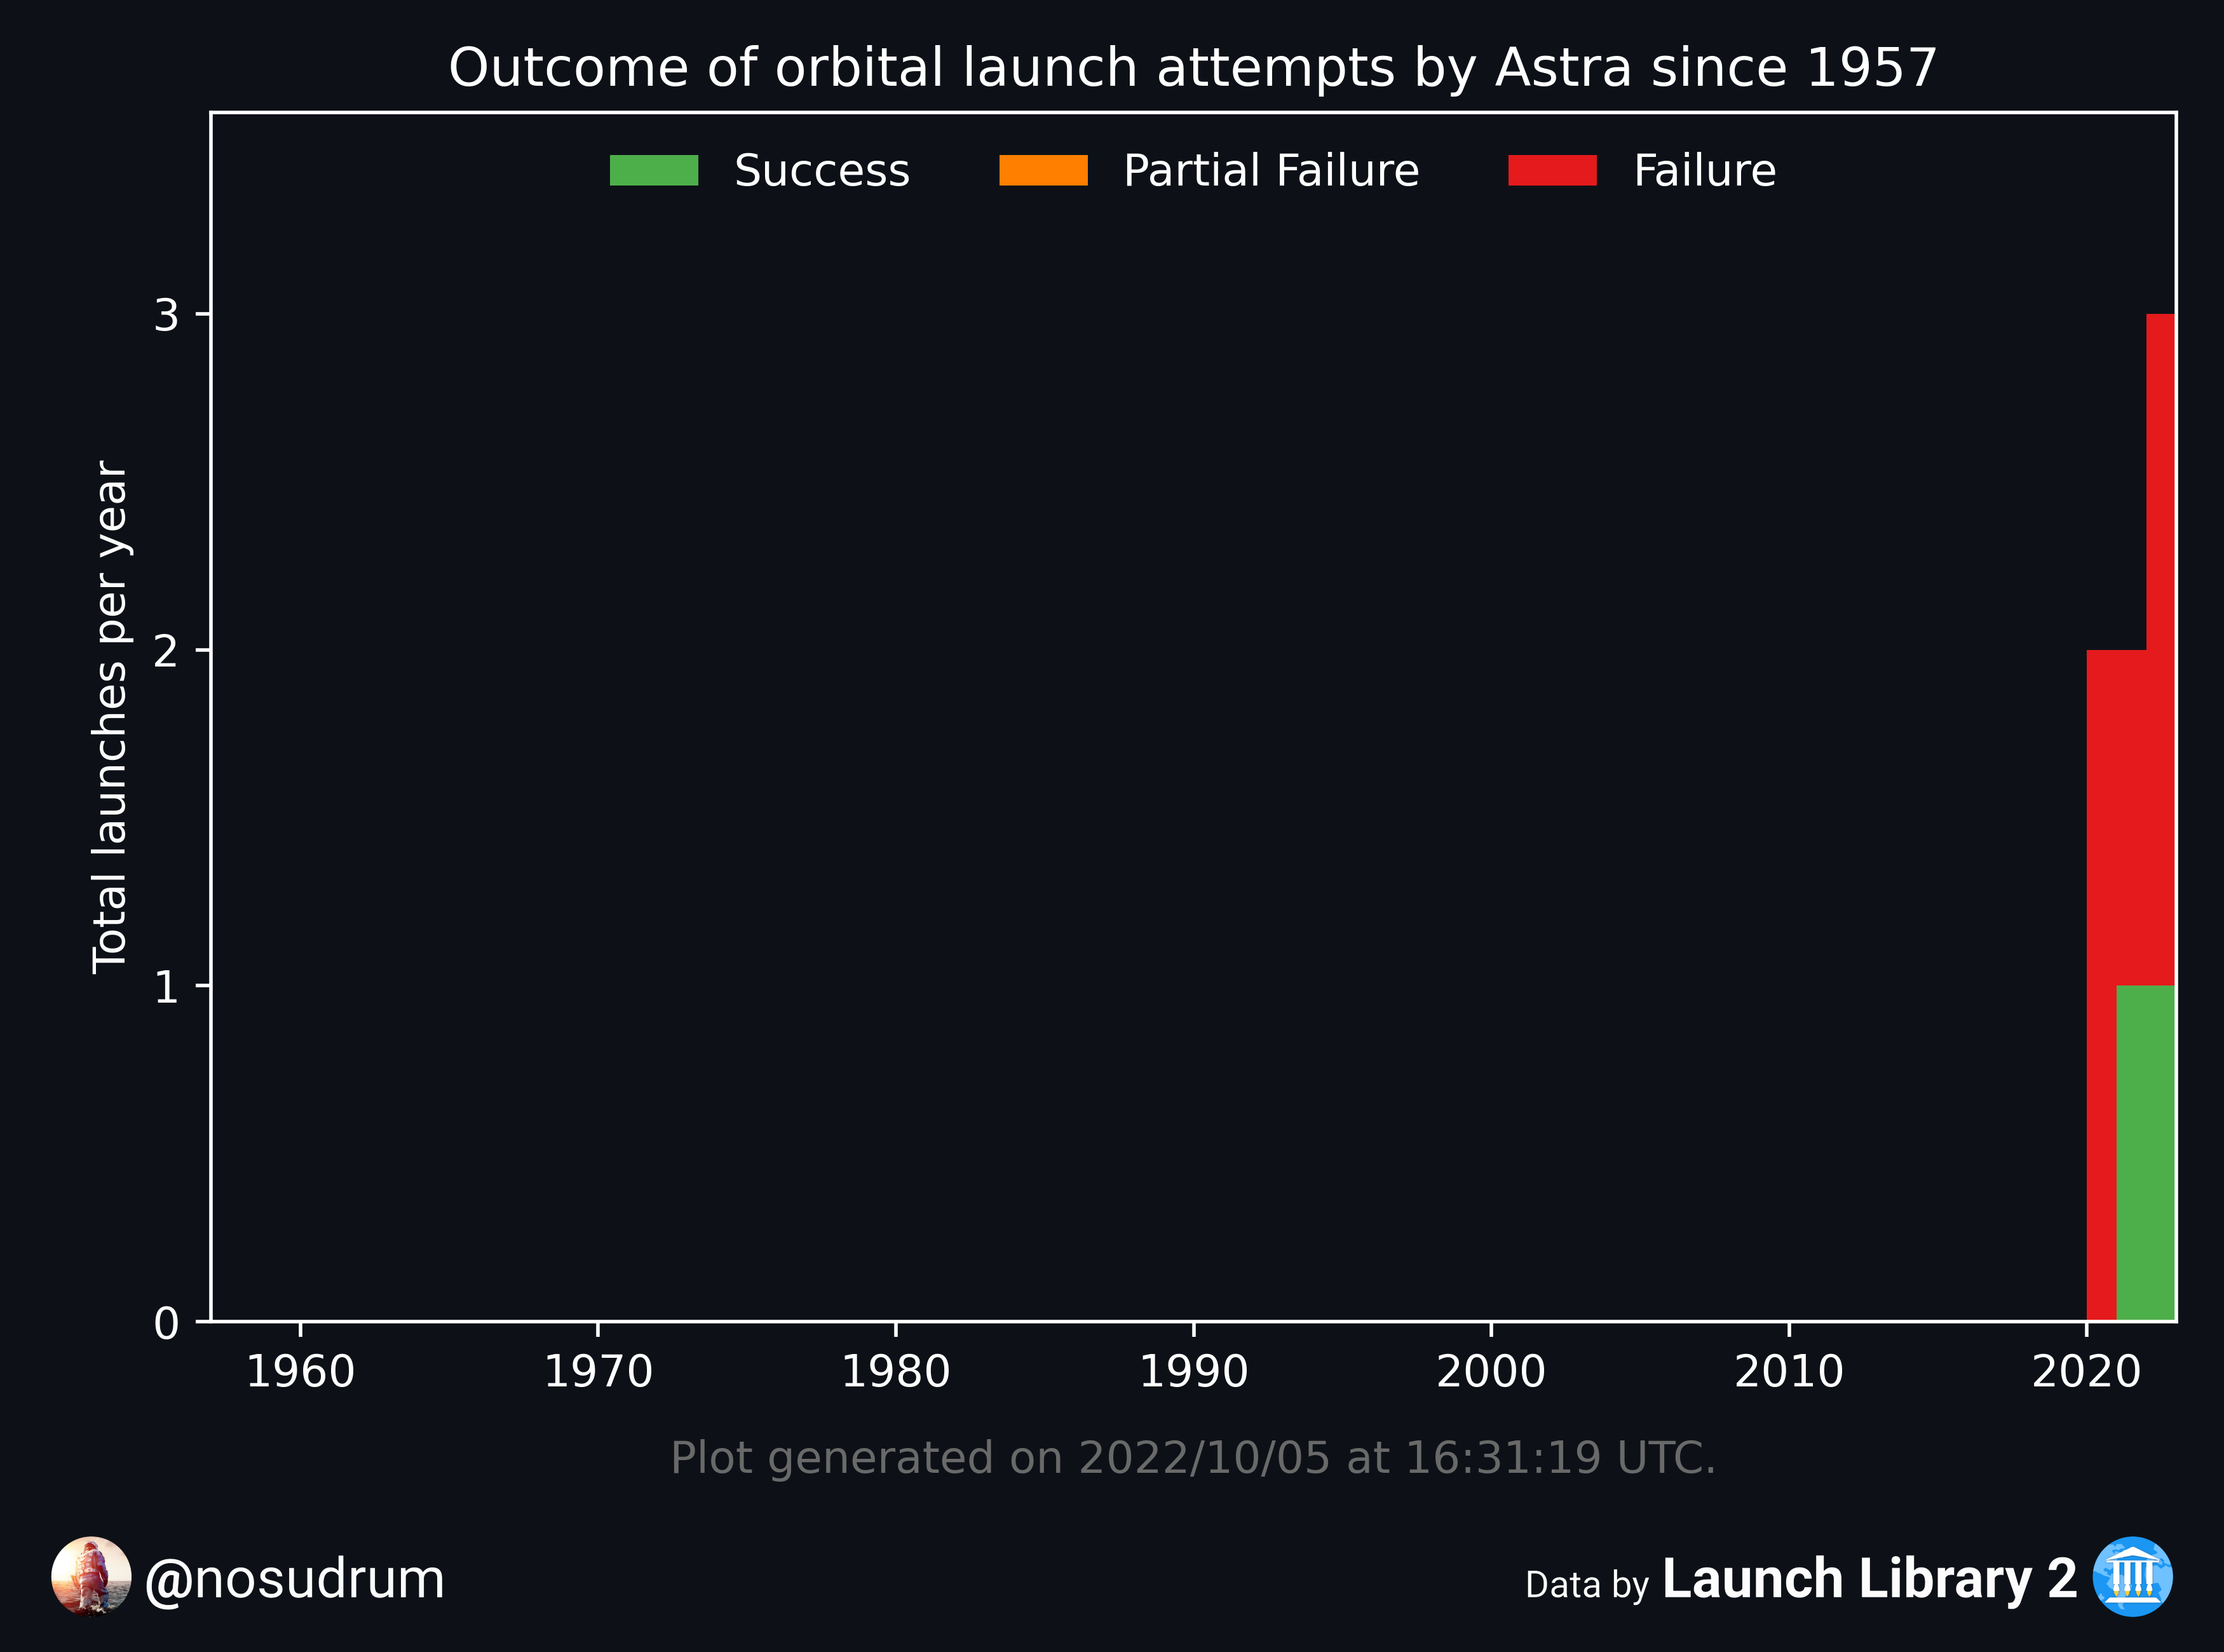 Outcome of orbital launch attempts by Astra since 1957
Success Partial Failure Failure
Total launches per year
3
2
1
0
1960 1970 1980 1990 2000 2010 2020
Plot generated on 2022/10/05 at 16:31:19 UTC.
@nosudrum
Data by Launch Library 2